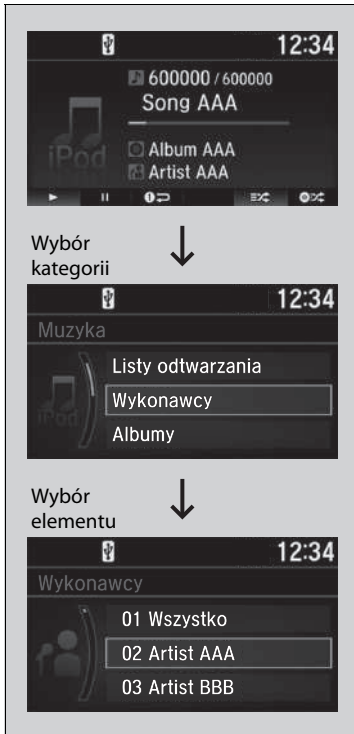 12:34
600000 / 600000
Song AAA
iPod
Album AAA
Artist AAA
Wybór
kategorii
12:34
Muzyka
Listy odtwarzania
iPod
Wykonawcy
Albumy
Wybór
elementu
12:34
Wykonawcy
01 Wszystko
02 Artist AAA
03 Artist BBB